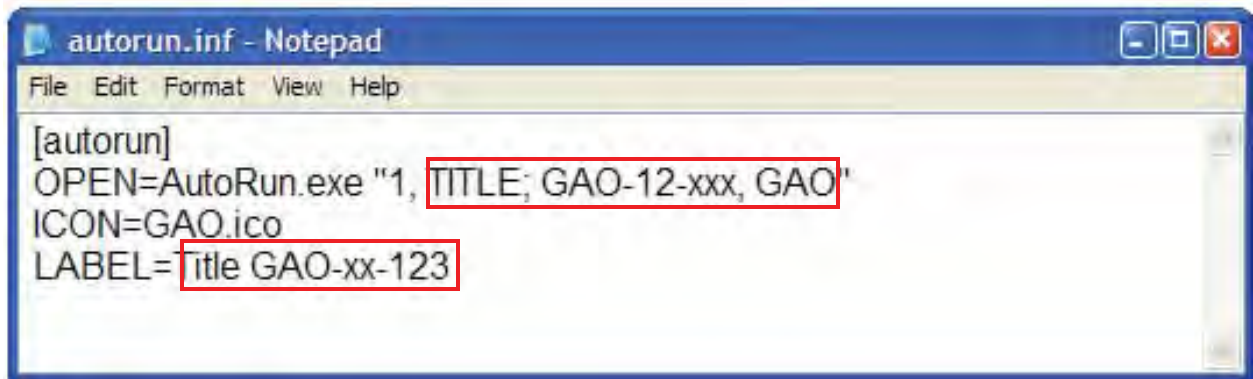 autorun.inf - Notepad
File Edit Format View Help
[autorun]
OPEN=AutoRun.exe "1, TITLE; GAO-12-xxx, GAO"
ICON=GAO.ico
LABEL=Title GAO-xx-123